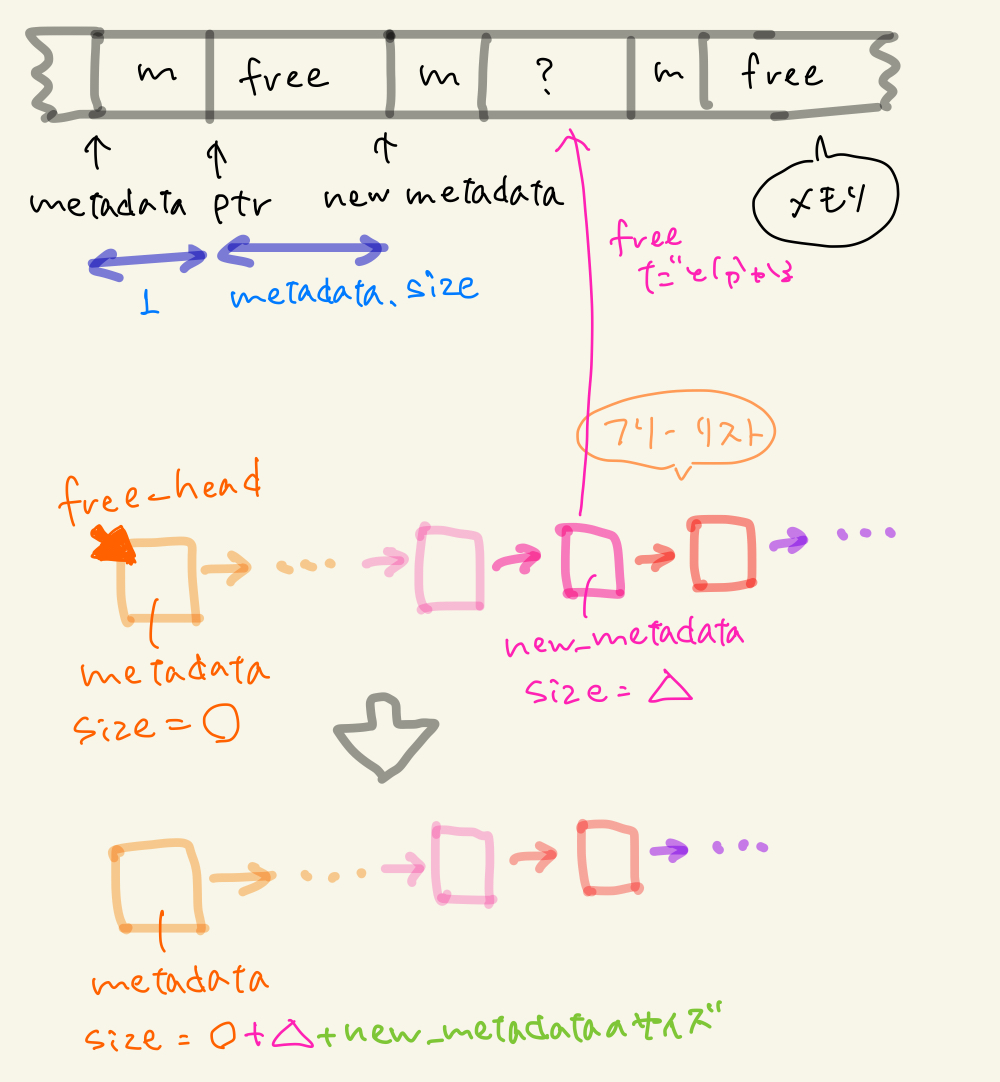 m free m ? m free
metadata ptr new metadata
メモリ
1 metadata.size
free
だとわかる
フリーリスト
free_head
metadata
size = ○
new_metadata
size = △
metadata
size = ○ + △ + new_metadataのサイズ